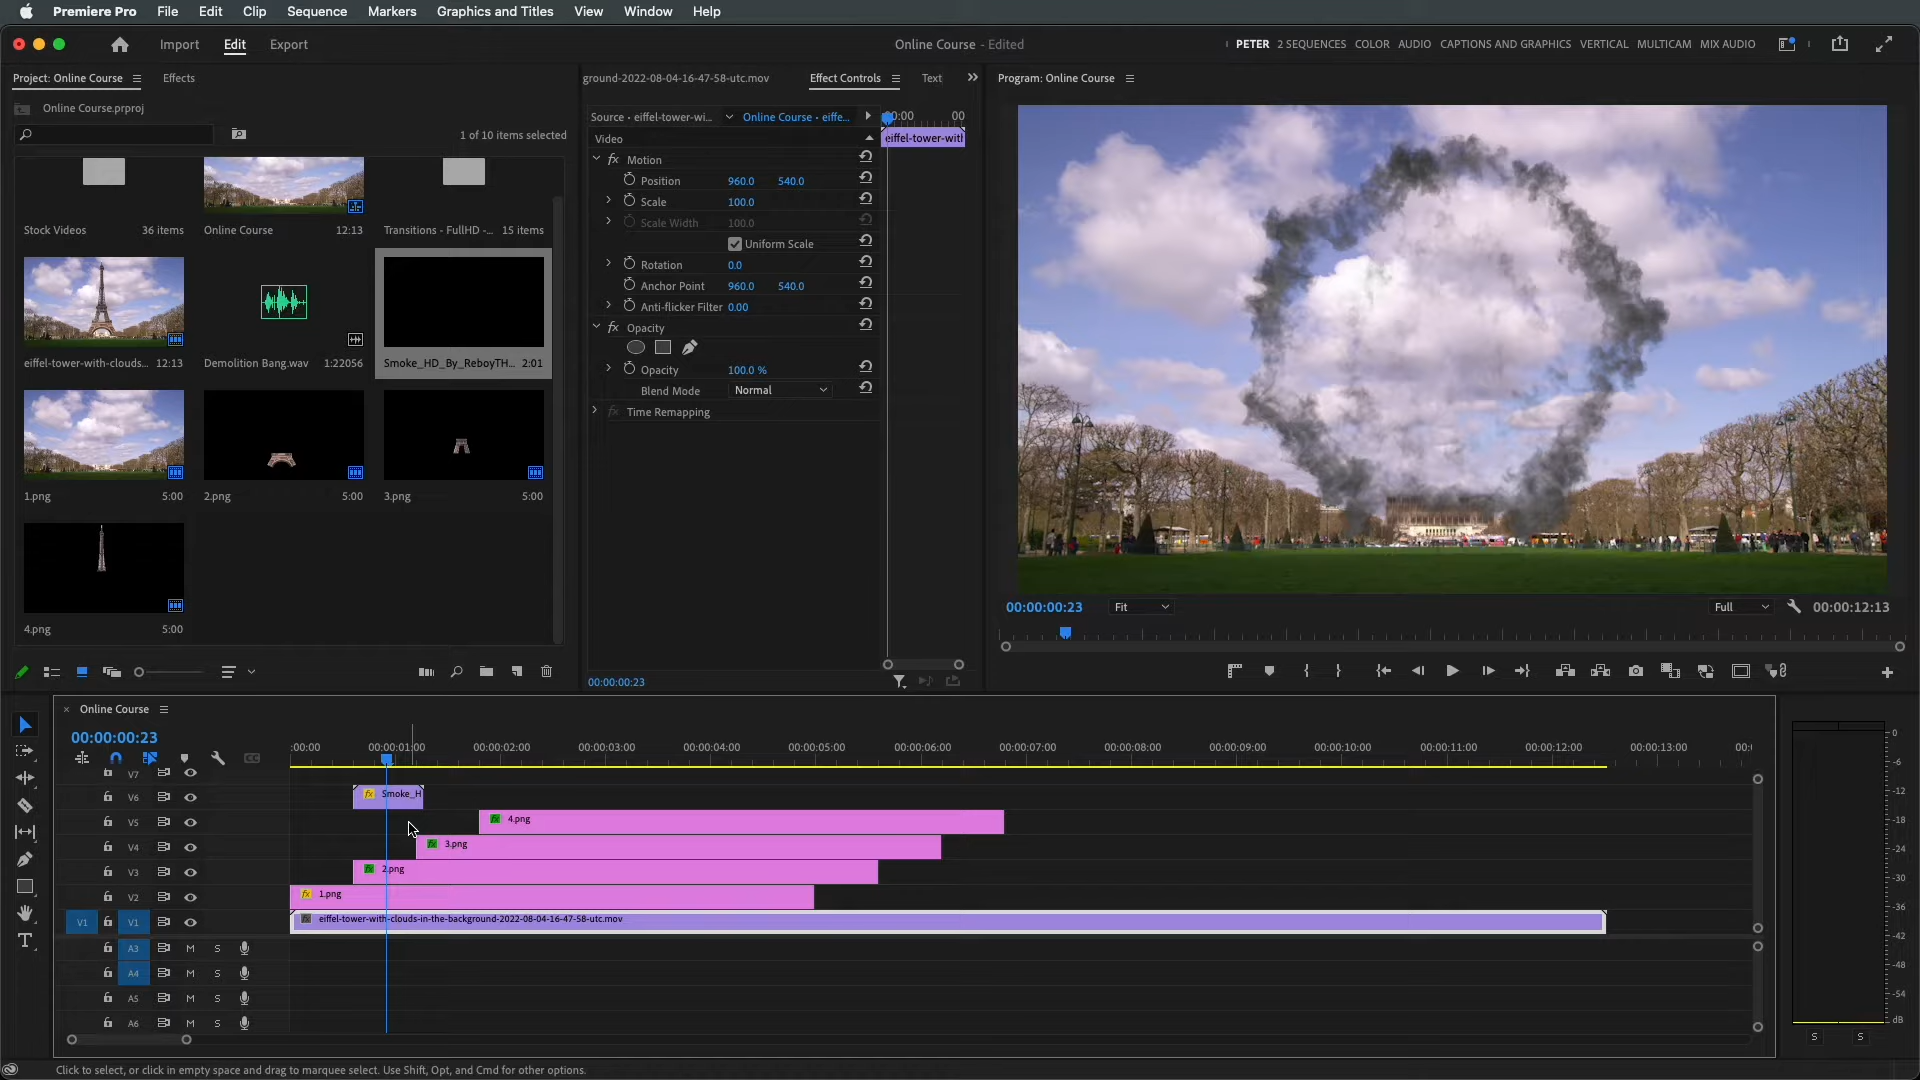 Premiere Pro File Edit Clip Sequence Markers Graphics and Titles View Window Help
Import Edit Export
Online Course - Edited
PETER 2 SEQUENCES COLOR AUDIO CAPTIONS AND GRAPHICS VERTICAL MULTICAM MIX AUDIO
Project: Online Course Effects
Online Course.prproj
1 of 10 items selected
Stock Videos 36 items
Online Course 12:13
Transitions - FullHD -... 15 items
eiffel-tower-with-clouds... 12:13
Demolition Bang.wav 1:22056
Smoke_HD_By_ReboyTH... 2:01
1.png 5:00
2.png 5:00
3.png 5:00
4.png 5:00
ground-2022-08-04-16-47-58-utc.mov Effect Controls Text
Source • eiffel-tower-wi... Online Course • eiffe...
:00:00 00
Video
eiffel-tower-with
fx Motion
Position 960.0 540.0
Scale 100.0
Scale Width 100.0
Uniform Scale
Rotation 0.0
Anchor Point 960.0 540.0
Anti-flicker Filter 0.00
fx Opacity
Opacity 100.0 %
Blend Mode Normal
fx Time Remapping
00:00:00:23
Program: Online Course
00:00:00:23 Fit Full 00:00:12:13
Online Course
00:00:00:23
:00:00 00:00:01:00 00:00:02:00 00:00:03:00 00:00:04:00 00:00:05:00 00:00:06:00 00:00:07:00 00:00:08:00 00:00:09:00 00:00:10:00 00:00:11:00 00:00:12:00 00:00:13:00 00:
V7
V6 fx Smoke_H
V5 fx 4.png
V4 fx 3.png
V3 fx 2.png
V2 fx 1.png
V1 V1 fx eiffel-tower-with-clouds-in-the-background-2022-08-04-16-47-58-utc.mov
A3 M S
A4 M S
A5 M S
A6 M S
0
-6
-12
-18
-24
-30
-36
-42
-48
-54
dB
S S
Click to select, or click in empty space and drag to marquee select. Use Shift, Opt, and Cmd for other options.